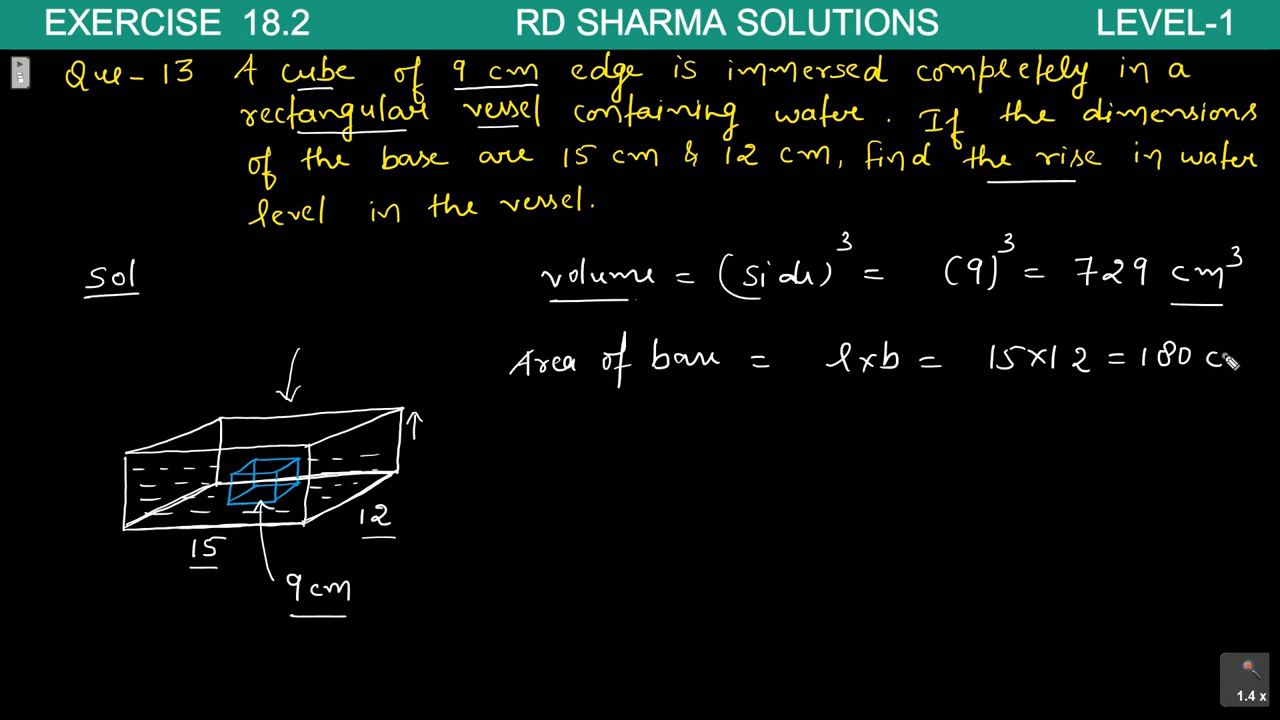 EXERCISE 18.2 RD SHARMA SOLUTIONS LEVEL-1
Que-13 A cube of 9 cm edge is immersed completely in a
rectangular vessel containing water. If the dimensions
of the base are 15 cm & 12 cm, find the rise in water
level in the vessel.
Sol
volume = (side)³ = (9)³ = 729 cm³
Area of base = l×b = 15×12 = 180 c
12
15
9 cm
1.4 x